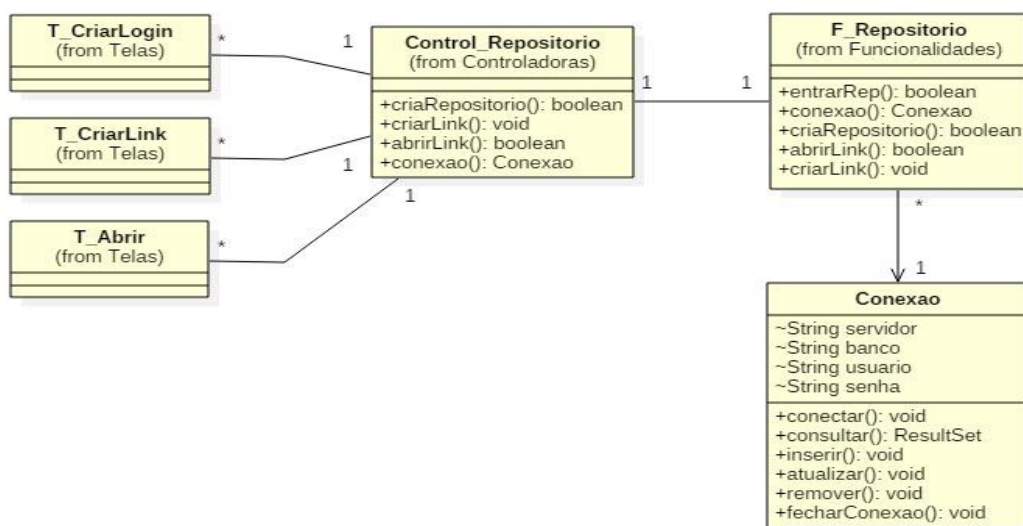 T_CriarLogin
(from Telas)
*
1
T_CriarLink
(from Telas)
*
1
T_Abrir
(from Telas)
*
1
Control_Repositorio
(from Controladoras)
+criaRepositorio(): boolean
+criarLink(): void
+abrirLink(): boolean
+conexao(): Conexao
1
1
F_Repositorio
(from Funcionalidades)
+entrarRep(): boolean
+conexao(): Conexao
+criaRepositorio(): boolean
+abrirLink(): boolean
+criarLink(): void
*
1
Conexao
~String servidor
~String banco
~String usuario
~String senha
+conectar(): void
+consultar(): ResultSet
+inserir(): void
+atualizar(): void
+remover(): void
+fecharConexao(): void